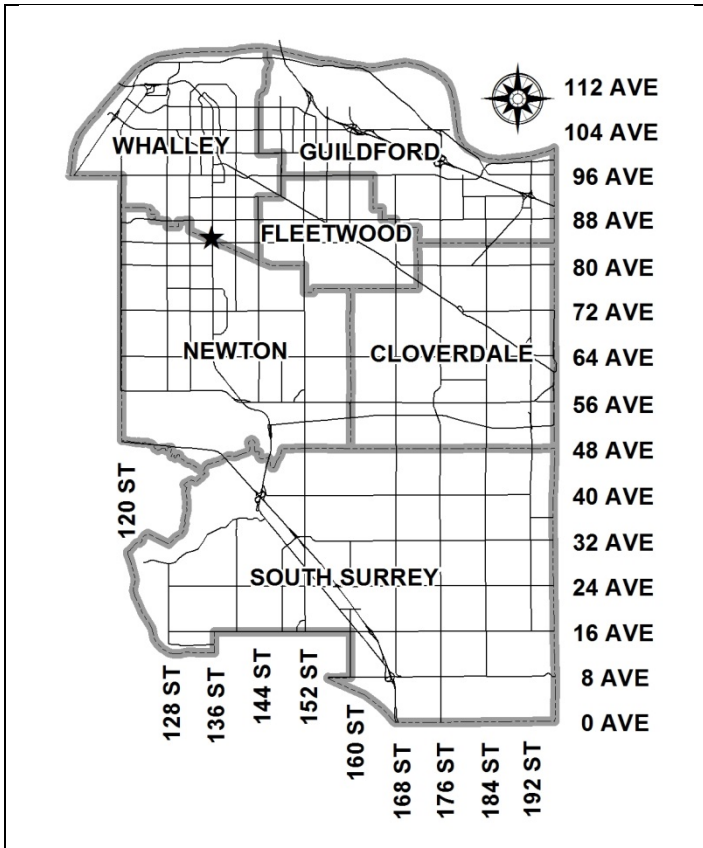 112 AVE
104 AVE
WHALLEY
GUILDFORD
96 AVE
88 AVE
FLEETWOOD
80 AVE
72 AVE
NEWTON
CLOVERDALE
64 AVE
56 AVE
48 AVE
120 ST
40 AVE
32 AVE
SOUTH SURREY
24 AVE
16 AVE
128 ST
136 ST
144 ST
152 ST
160 ST
8 AVE
0 AVE
168 ST
176 ST
184 ST
192 ST